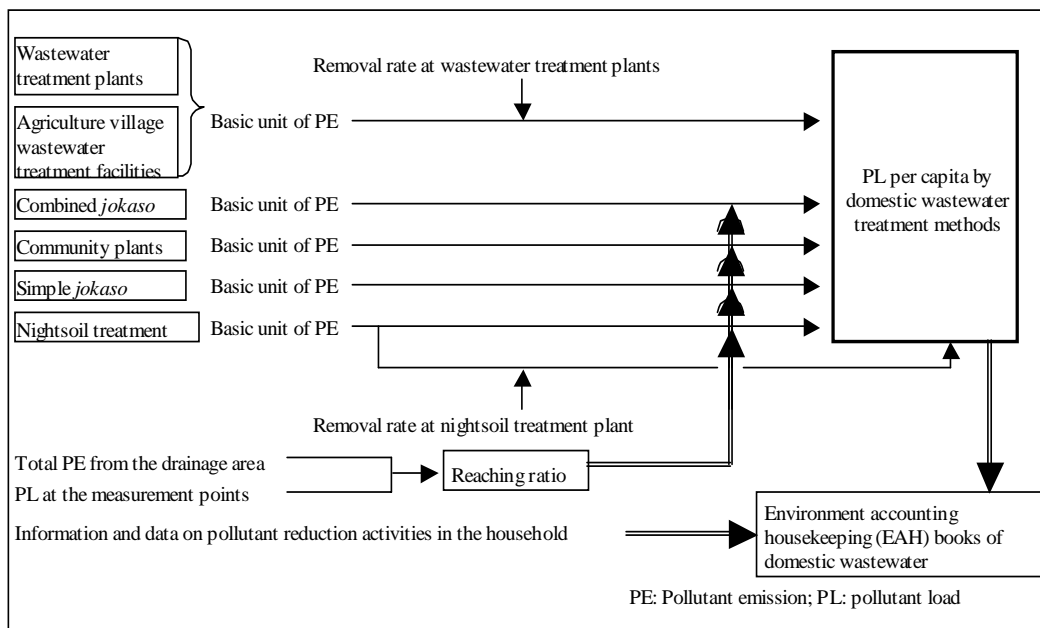 Wastewater
treatment plants
Removal rate at wastewater treatment plants
Agriculture village
wastewater
treatment facilities
Basic unit of PE
Combined jokaso
Basic unit of PE
Community plants
Basic unit of PE
Simple jokaso
Basic unit of PE
Nightsoil treatment
Basic unit of PE
PL per capita by
domestic wastewater
treatment methods
Removal rate at nightsoil treatment plant
Total PE from the drainage area
PL at the measurement points
Reaching ratio
Information and data on pollutant reduction activities in the household
Environment accounting
housekeeping (EAH) books of
domestic wastewater
PE: Pollutant emission; PL: pollutant load